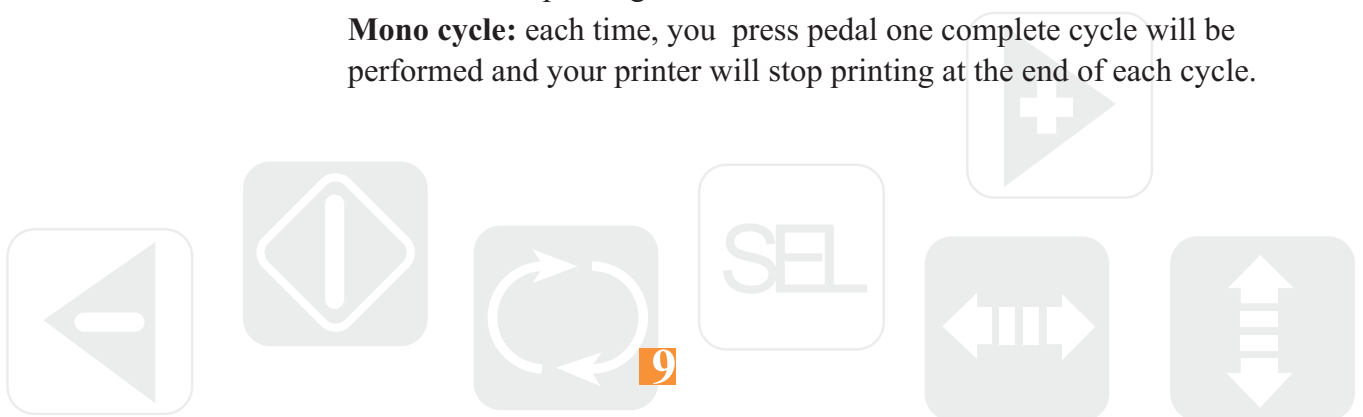 Mono cycle: each time, you  press pedal one complete cycle will be
performed and your printer will stop printing at the end of each cycle.
SEL
9